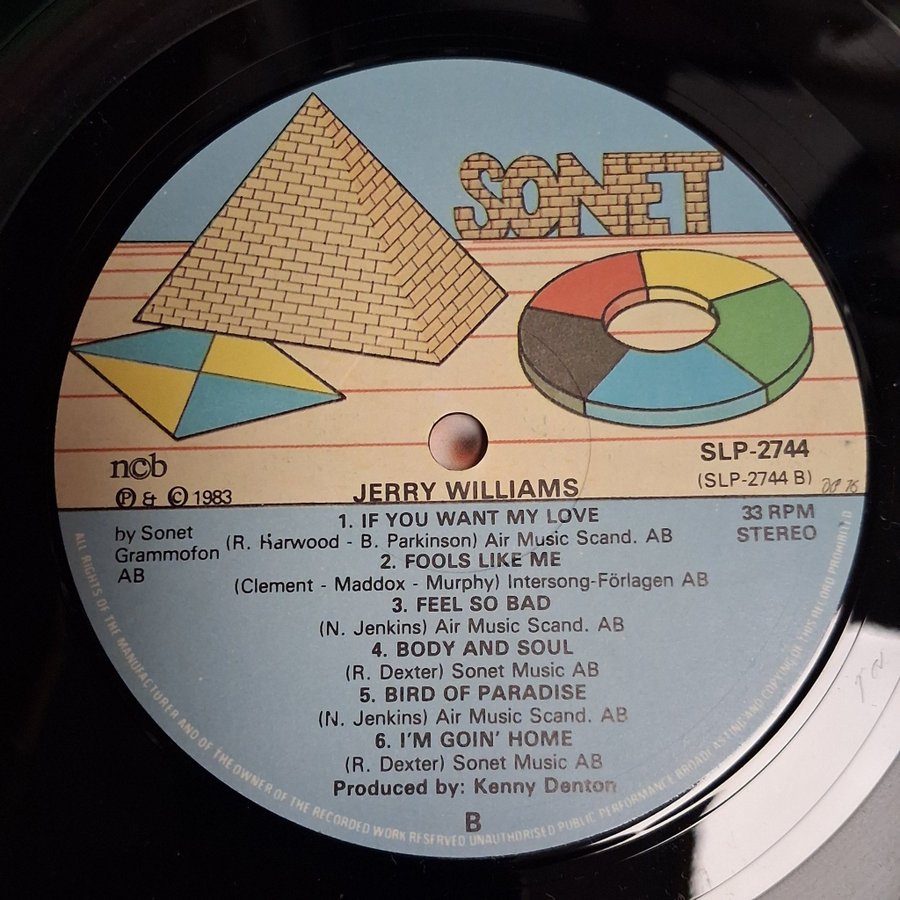 SONET
SLP-2744
(SLP-2744 B)
ncb
Ⓟ & © 1983
by Sonet
Grammofon
AB
33 RPM
STEREO
JERRY WILLIAMS
1. IF YOU WANT MY LOVE
(R. Harwood - B. Parkinson) Air Music Scand. AB
2. FOOLS LIKE ME
(Clement - Maddox - Murphy) Intersong-Förlagen AB
3. FEEL SO BAD
(N. Jenkins) Air Music Scand. AB
4. BODY AND SOUL
(R. Dexter) Sonet Music AB
5. BIRD OF PARADISE
(N. Jenkins) Air Music Scand. AB
6. I'M GOIN' HOME
(R. Dexter) Sonet Music AB
Produced by: Kenny Denton
B
ALL RIGHTS OF THE MANUFACTURER AND OF THE OWNER OF THE RECORDED WORK RESERVED UNAUTHORISED PUBLIC PERFORMANCE BROADCASTING AND COPYING OF THIS RECORD PROHIBITED